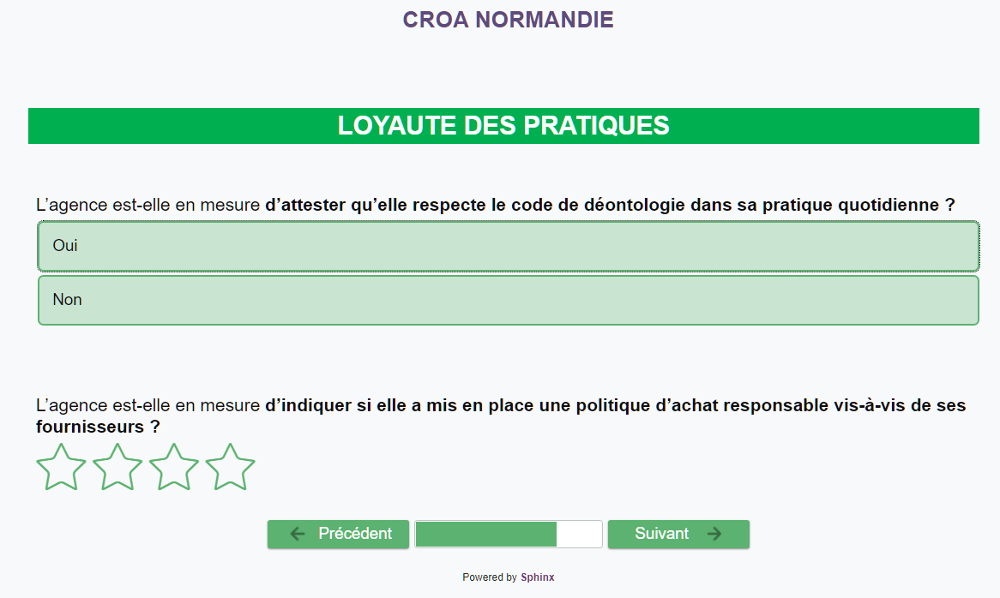 CROA NORMANDIE
LOYAUTE DES PRATIQUES
L’agence est-elle en mesure d’attester qu’elle respecte le code de déontologie dans sa pratique quotidienne ?
Oui
Non
L’agence est-elle en mesure d’indiquer si elle a mis en place une politique d’achat responsable vis-à-vis de ses
fournisseurs ?
Précédent
Suivant
Powered by Sphinx